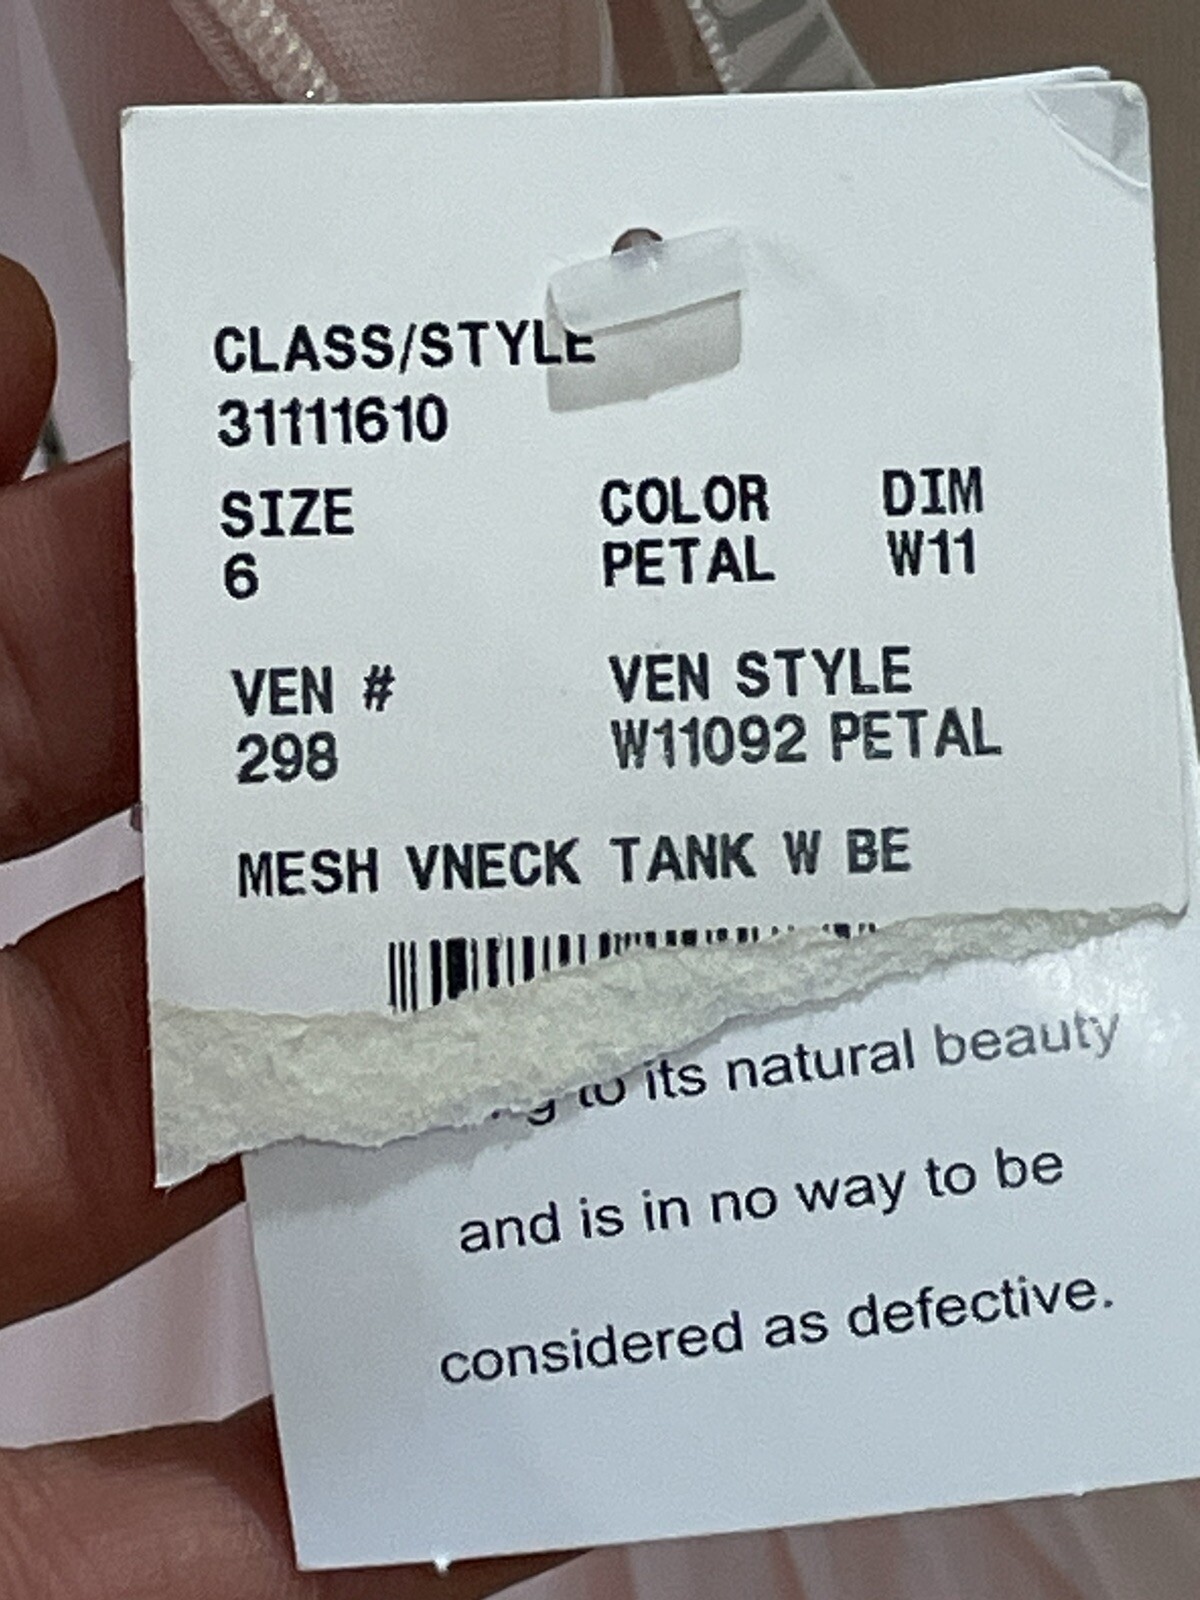 CLASS/STYLE
31111610
SIZE COLOR DIM
6 PETAL W11
VEN # VEN STYLE
298 W11092 PETAL
MESH VNECK TANK W BE
to its natural beauty
and is in no way to be
considered as defective.